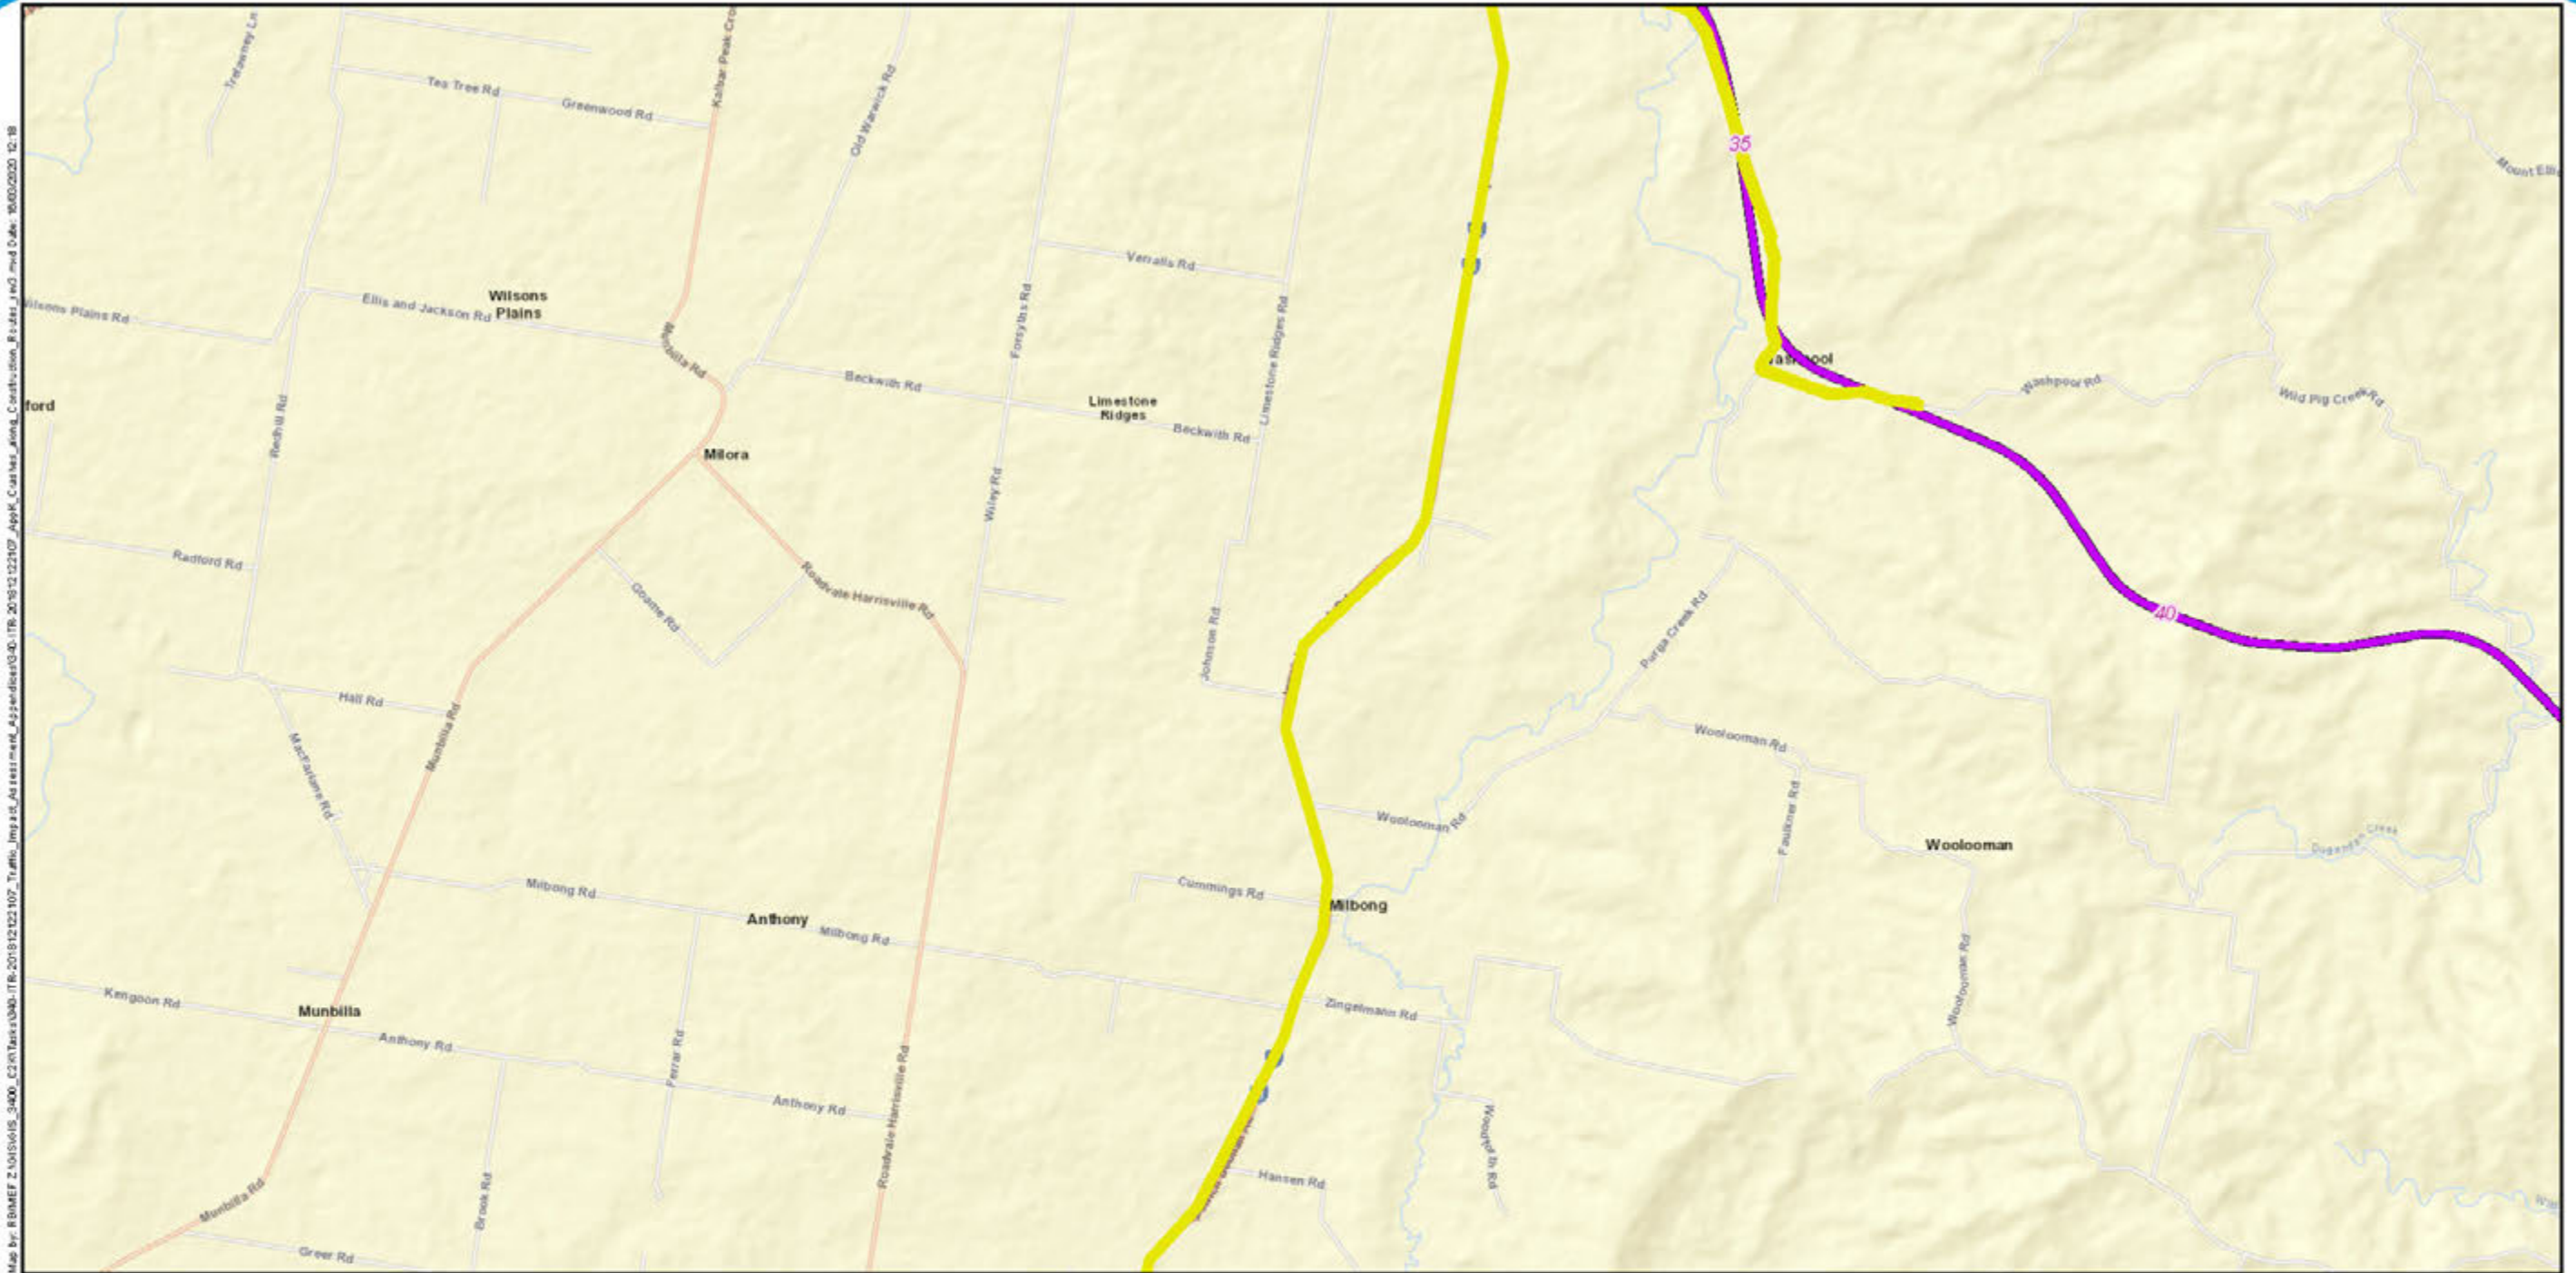 Trelawney Ln
Tea Tree Rd
Greenwood Rd
Kalbar Peak
Old Warwick Rd
35
Mount
Verralls Rd
Forsyths Rd
Limestone Ridges Rd
Wilsons Plains Rd
Ellis and Jackson Rd
Wilsons
Plains
Munbilla Rd
Beckwith Rd
Limestone
Ridges
Beckwith Rd
Washpool Rd
Wild Pig Creek Rd
ford
Redhill Rd
Milora
Wiley Rd
Radford Rd
Goame Rd
Roadvale Harrisville Rd
Johnson Rd
Purga Creek Rd
40
Hall Rd
Munbilla Rd
Macfarlane Rd
Woolooman Rd
Faulkner Rd
Woolooman Rd
Woolooman
Milbong Rd
Anthony
Milbong Rd
Cummings Rd
Milbong
Woolooman Rd
Kengoon Rd
Munbilla
Anthony Rd
Ferrar Rd
Anthony Rd
Zingelmann Rd
Roadvale Harrisville Rd
Hansen Rd
Munbilla Rd
Brook Rd
Greer Rd